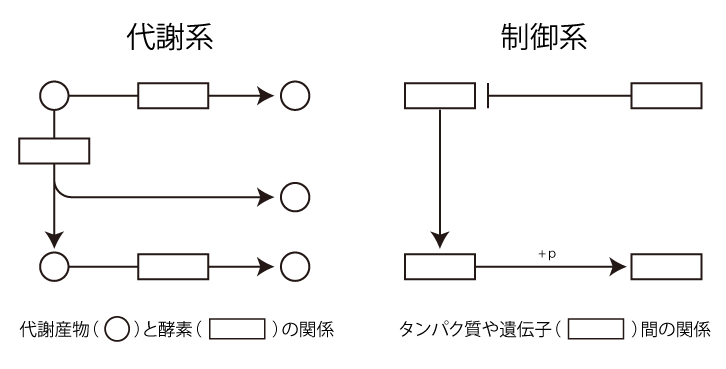 代謝系
制御系
+p
代謝産物（ ）と酵素（ ）の関係
タンパク質や遺伝子（ ）間の関係